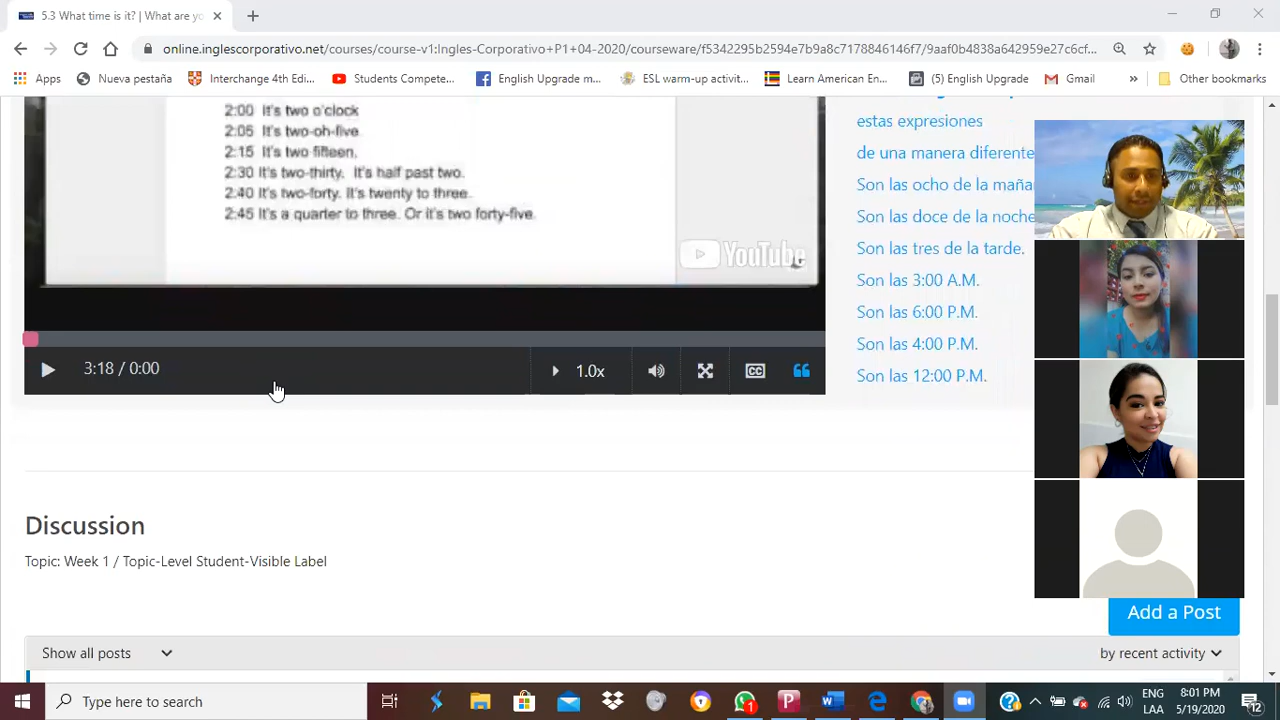 5.3 What time is it? | What are yo
online.inglescorporativo.net/courses/course-v1:Ingles-Corporativo+P1+04-2020/courseware/f5342295b2594e7b9a8c7178846146f7/9aaf0b4838a642959e27c6cf...
Apps
Nueva pestaña
Interchange 4th Edi...
Students Compete...
English Upgrade m...
ESL warm-up activit...
Learn American En...
(5) English Upgrade
Gmail
»
Other bookmarks
2:00 It's two o'clock
2:05 It's two-oh-five.
2:15 It's two fifteen,
2:30 It's two-thirty. It's half past two.
2:40 It's two-forty. It's twenty to three.
2:45 It's a quarter to three. Or it's two forty-five.
YouTube
3:18 / 0:00
1.0x
CC
estas expresiones
de una manera diferente
Son las ocho de la maña
Son las doce de la noche
Son las tres de la tarde.
Son las 3:00 A.M.
Son las 6:00 P.M.
Son las 4:00 P.M.
Son las 12:00 P.M.
Discussion
Topic: Week 1 / Topic-Level Student-Visible Label
Add a Post
Show all posts
by recent activity
Type here to search
1
ENG
LAA
8:01 PM
5/19/2020
12